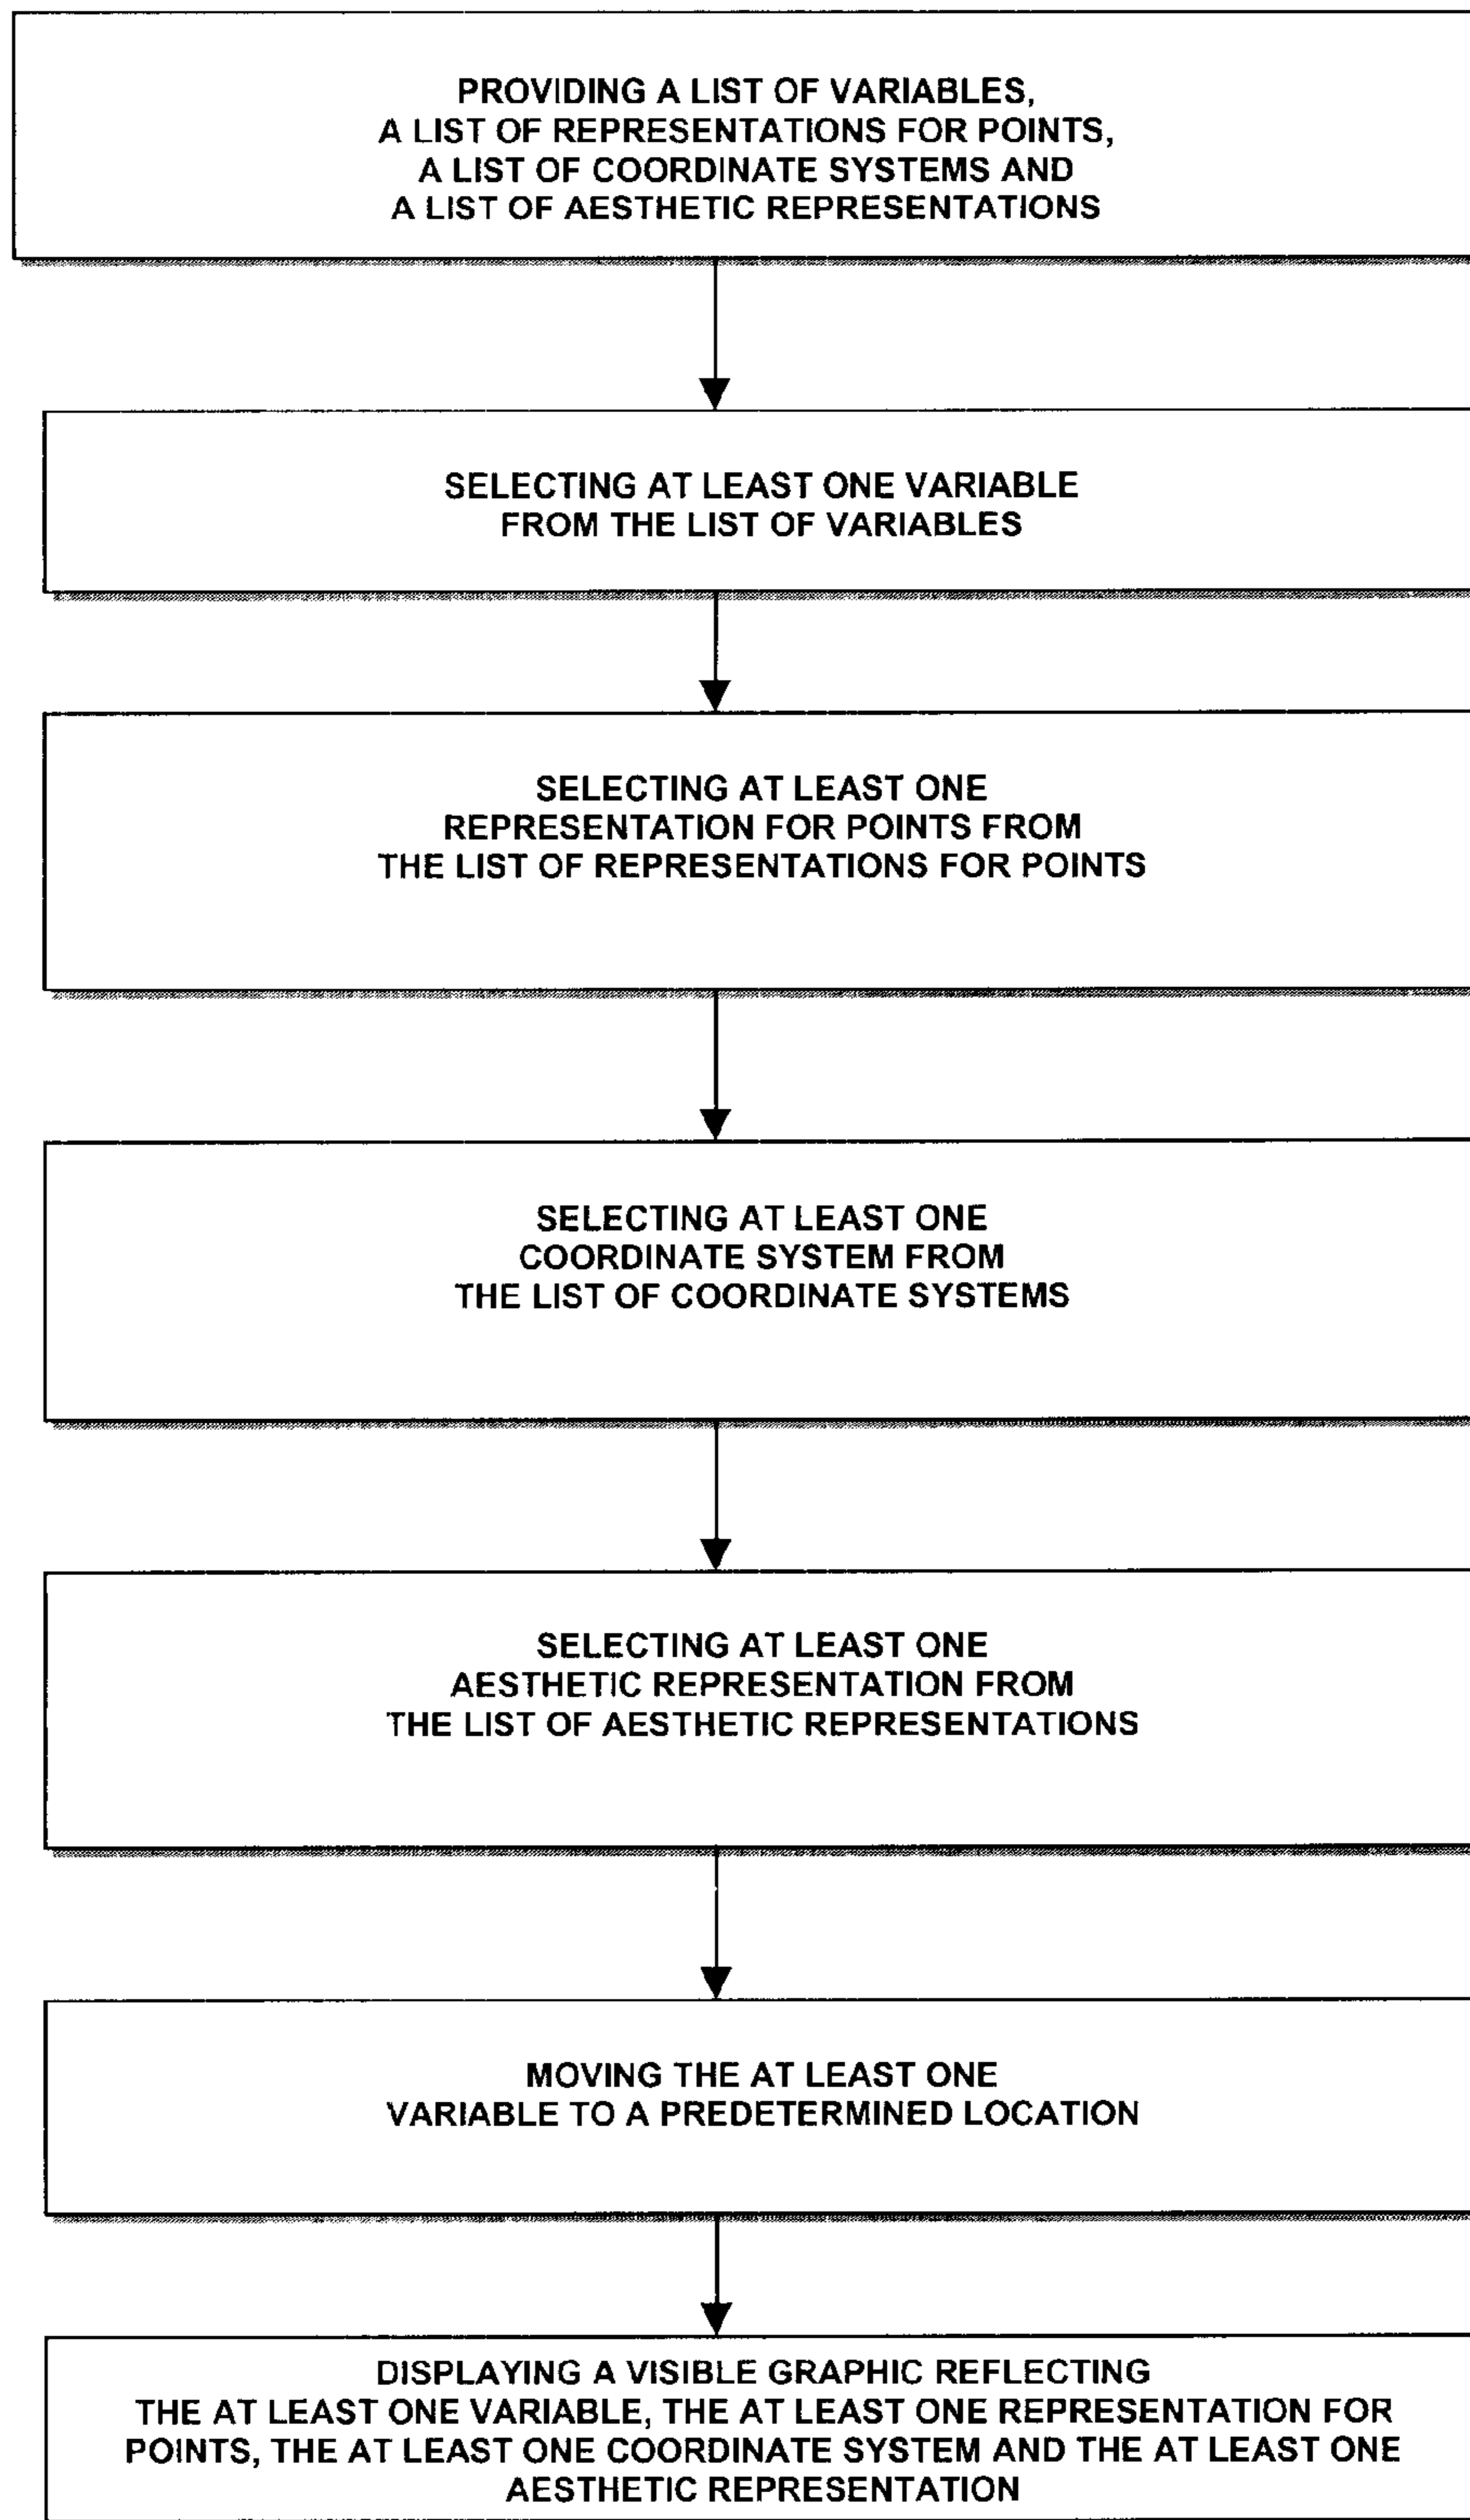 PROVIDING A LIST OF VARIABLES,
A LIST OF REPRESENTATIONS FOR POINTS,
A LIST OF COORDINATE SYSTEMS AND
A LIST OF AESTHETIC REPRESENTATIONS
SELECTING AT LEAST ONE VARIABLE
FROM THE LIST OF VARIABLES
SELECTING AT LEAST ONE
REPRESENTATION FOR POINTS FROM
THE LIST OF REPRESENTATIONS FOR POINTS
SELECTING AT LEAST ONE
COORDINATE SYSTEM FROM
THE LIST OF COORDINATE SYSTEMS
SELECTING AT LEAST ONE
AESTHETIC REPRESENTATION FROM
THE LIST OF AESTHETIC REPRESENTATIONS
MOVING THE AT LEAST ONE
VARIABLE TO A PREDETERMINED LOCATION
DISPLAYING A VISIBLE GRAPHIC REFLECTING
THE AT LEAST ONE VARIABLE, THE AT LEAST ONE REPRESENTATION FOR
POINTS, THE AT LEAST ONE COORDINATE SYSTEM AND THE AT LEAST ONE
AESTHETIC REPRESENTATION